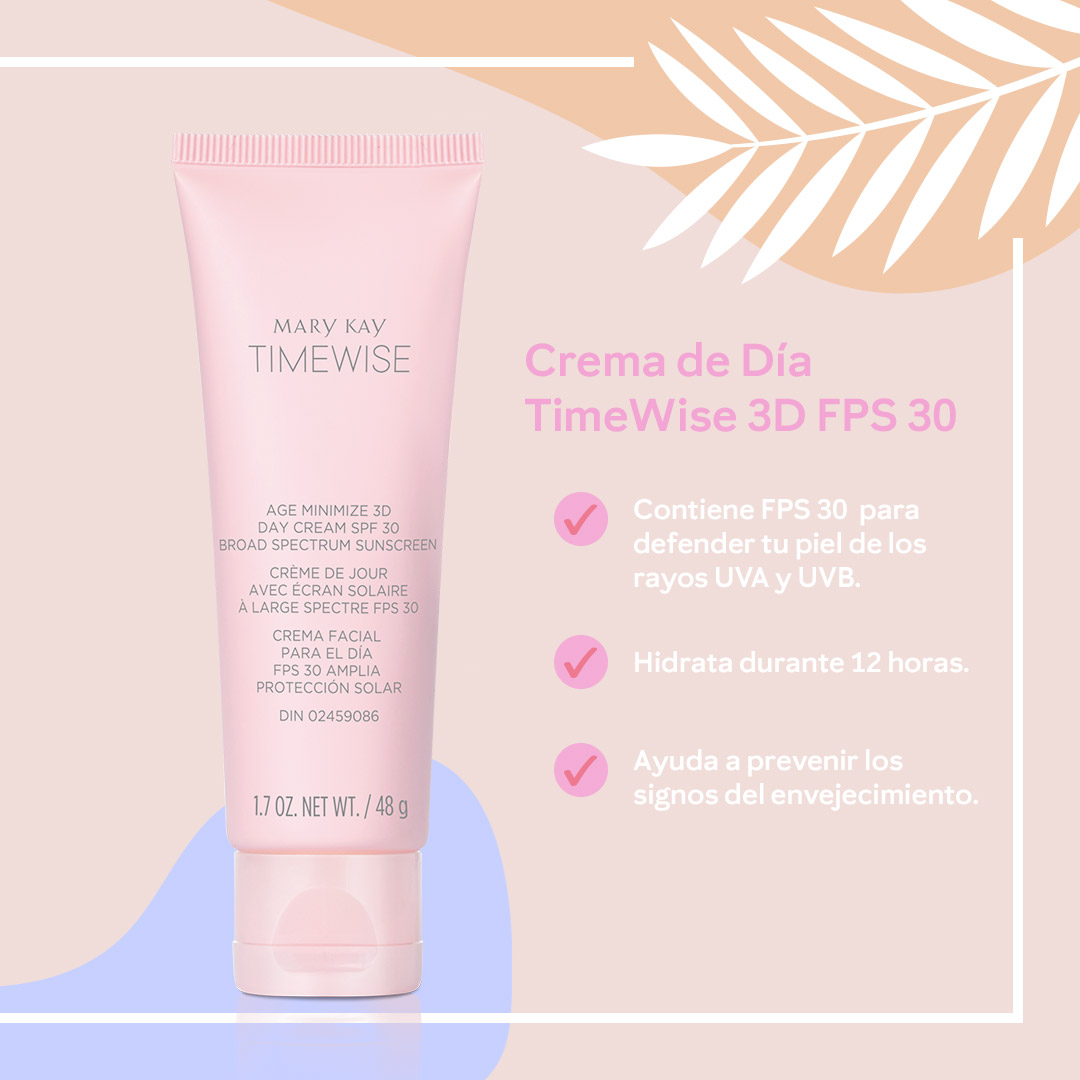 MARY KAY
TIMEWISE
AGE MINIMIZE 3D
DAY CREAM SPF 30
BROAD SPECTRUM SUNSCREEN
CRÈME DE JOUR
AVEC ÉCRAN SOLAIRE
À LARGE SPECTRE FPS 30
CREMA FACIAL
PARA EL DÍA
FPS 30 AMPLIA
PROTECCIÓN SOLAR
DIN 02459086
1.7 OZ. NET WT. / 48 g
Crema de Día
TimeWise 3D FPS 30
Contiene FPS 30 para
defender tu piel de los
rayos UVA y UVB.
Hidrata durante 12 horas.
Ayuda a prevenir los
signos del envejecimiento.